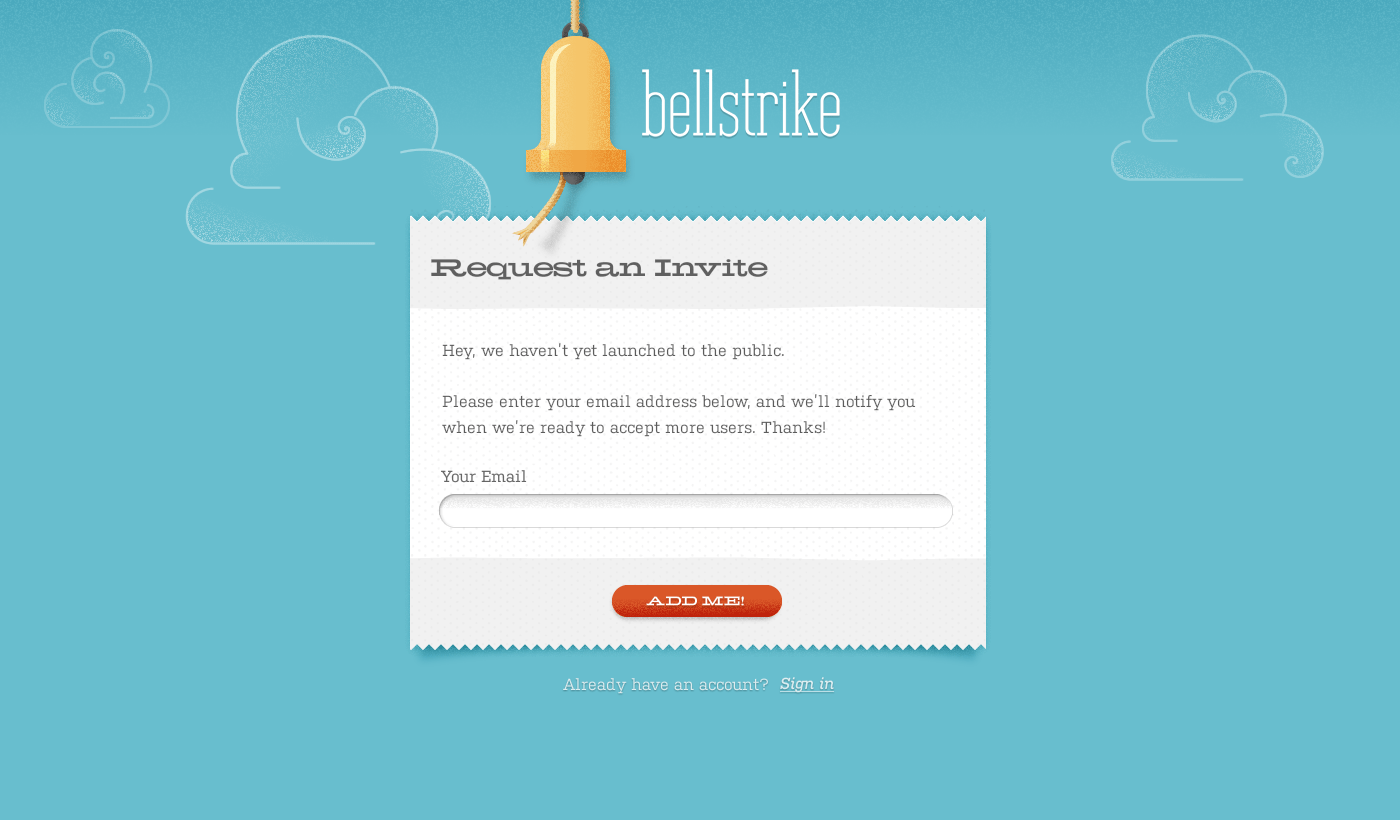 bellstrike
Request an Invite
Hey, we haven't yet launched to the public.
Please enter your email address below, and we'll notify you
when we're ready to accept more users. Thanks!
Your Email
ADD ME!
Already have an account? Sign in